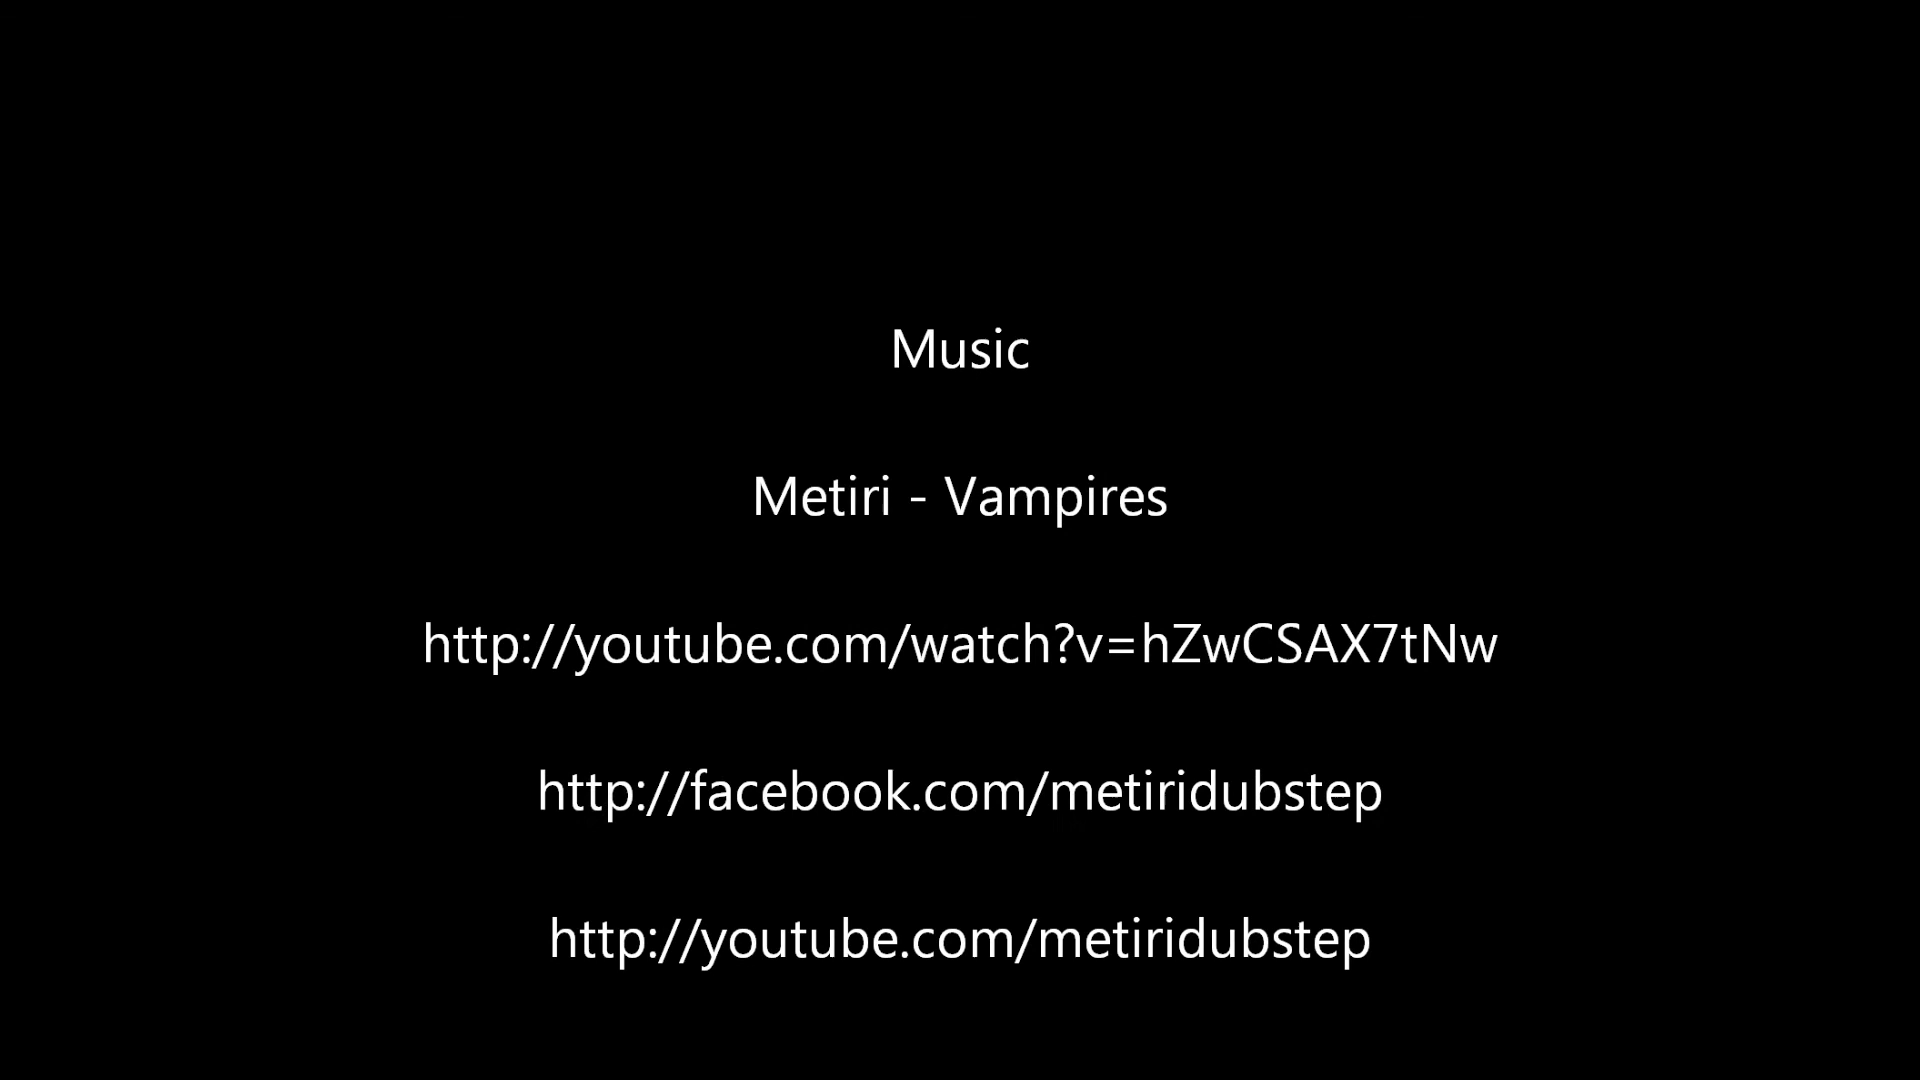 Music
Metiri - Vampires
http://youtube.com/watch?v=hZwCSAX7tNw
http://facebook.com/metiridubstep
http://youtube.com/metiridubstep